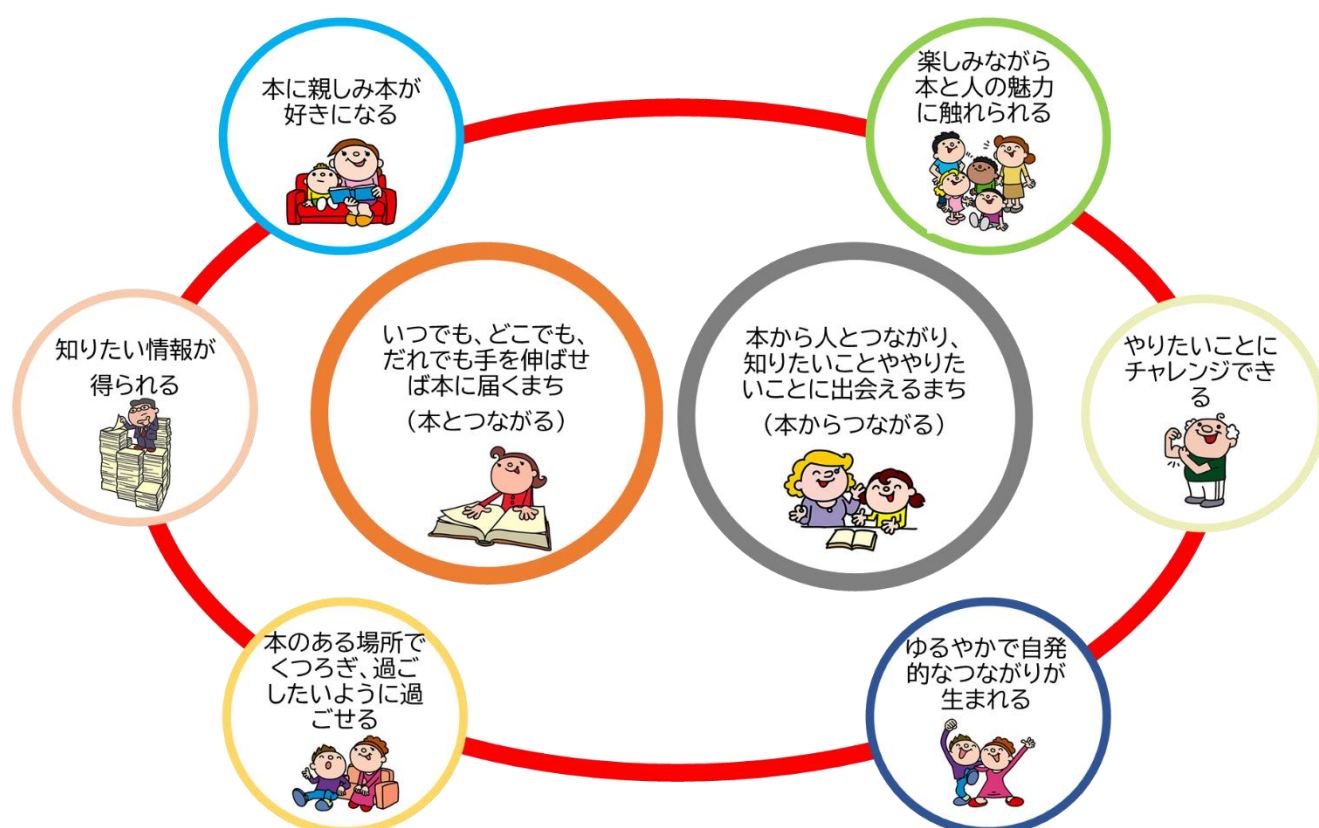 本に親しみ本が
好きになる
楽しみながら
本と人の魅力
に触れられる
知りたい情報が
得られる
いつでも、どこでも、
だれでも手を伸ばせ
ば本に届くまち
（本とつながる）
本から人とつながり、
知りたいことややりた
いことに出会えるまち
（本からつながる）
やりたいことに
チャレンジでき
る
本のある場所で
くつろぎ、過ご
したいように過
ごせる
ゆるやかで自発
的なつながりが
生まれる